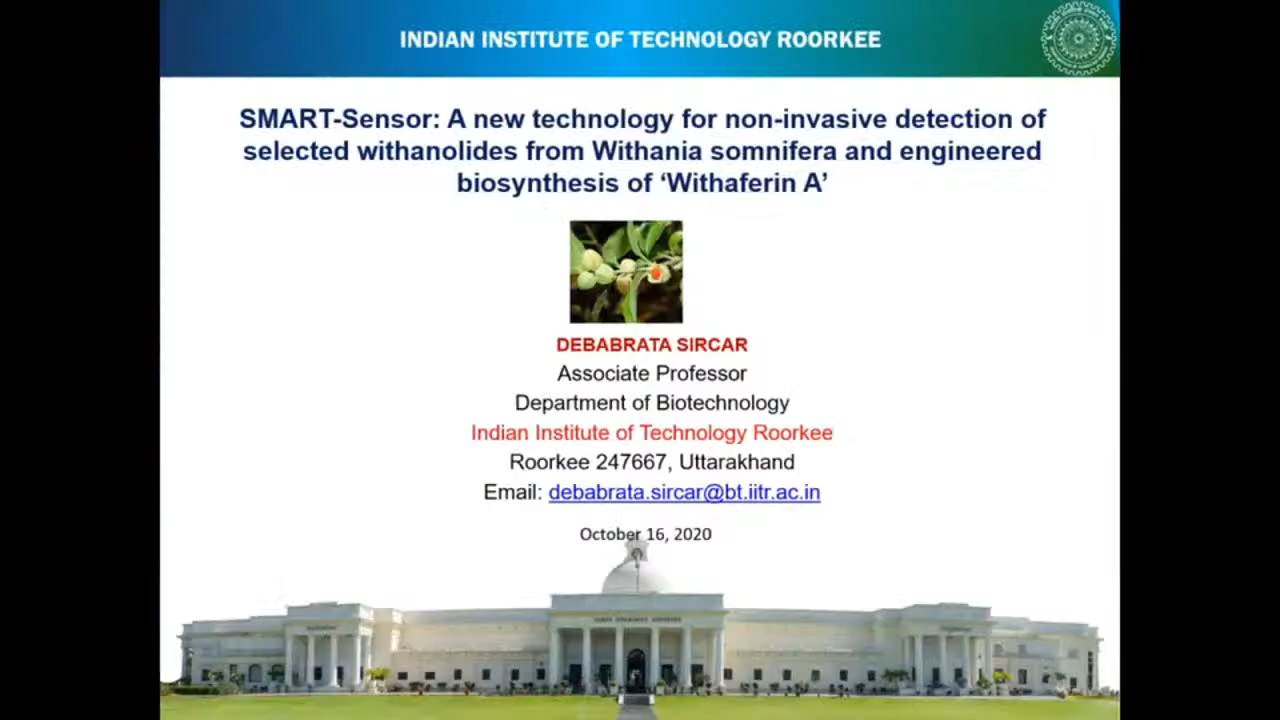 INDIAN INSTITUTE OF TECHNOLOGY ROORKEE
SMART-Sensor: A new technology for non-invasive detection of
selected withanolides from Withania somnifera and engineered
biosynthesis of ‘Withaferin A’
DEBABRATA SIRCAR
Associate Professor
Department of Biotechnology
Indian Institute of Technology Roorkee
Roorkee 247667, Uttarakhand
Email: debabrata.sircar@bt.iitr.ac.in
October 16, 2020